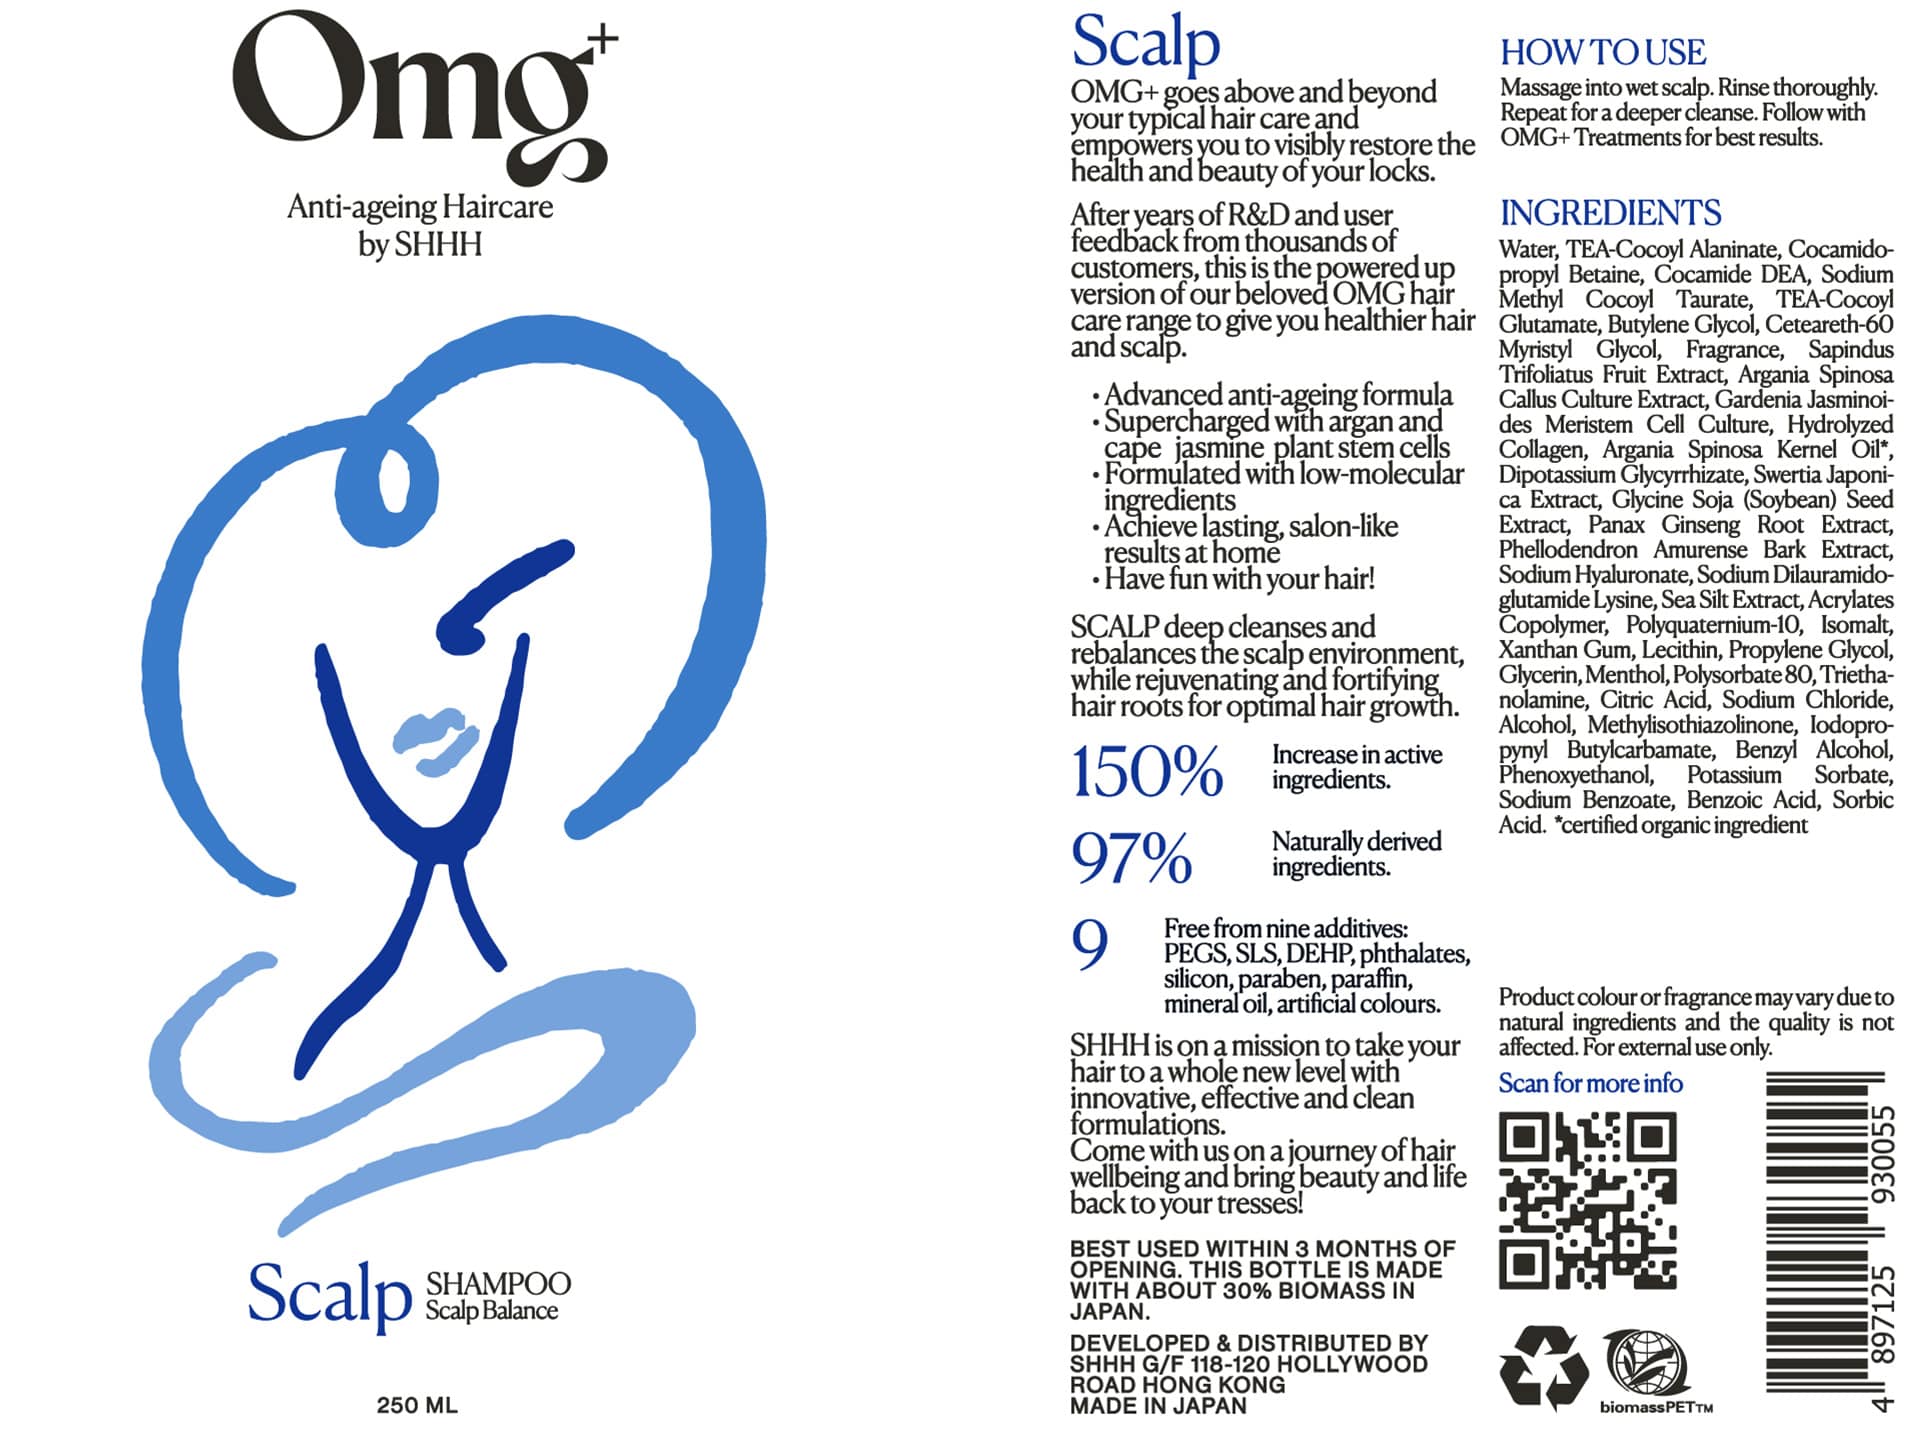 Omg+
Anti-ageing Haircare
by SHHH
Scalp
SHAMPOO
Scalp Balance
250 ML
Scalp
OMG+ goes above and beyond
your typical hair care and
empowers you to visibly restore the
health and beauty of your locks.
After years of R&D and user
feedback from thousands of
customers, this is the powered up
version of our beloved OMG hair
care range to give you healthier hair
and scalp.
• Advanced anti-ageing formula
• Supercharged with argan and
cape jasmine plant stem cells
• Formulated with low-molecular
ingredients
• Achieve lasting, salon-like
results at home
• Have fun with your hair!
SCALP deep cleanses and
rebalances the scalp environment,
while rejuvenating and fortifying
hair roots for optimal hair growth.
150%
Increase in active
ingredients.
97%
Naturally derived
ingredients.
9
Free from nine additives:
PEGS, SLS, DEHP, phthalates,
silicon, paraben, paraffin,
mineral oil, artificial colours.
SHHH is on a mission to take your
hair to a whole new level with
innovative, effective and clean
formulations.
Come with us on a journey of hair
wellbeing and bring beauty and life
back to your tresses!
BEST USED WITHIN 3 MONTHS OF
OPENING. THIS BOTTLE IS MADE
WITH ABOUT 30% BIOMASS IN
JAPAN.
DEVELOPED & DISTRIBUTED BY
SHHH G/F 118-120 HOLLYWOOD
ROAD HONG KONG
MADE IN JAPAN
HOW TO USE
Massage into wet scalp. Rinse thoroughly.
Repeat for a deeper cleanse. Follow with
OMG+ Treatments for best results.
INGREDIENTS
Water, TEA-Cocoyl Alaninate, Cocamido-
propyl Betaine, Cocamide DEA, Sodium
Methyl Cocoyl Taurate, TEA-Cocoyl
Glutamate, Butylene Glycol, Ceteareth-60
Myristyl Glycol, Fragrance, Sapindus
Trifoliatus Fruit Extract, Argania Spinosa
Callus Culture Extract, Gardenia Jasminoi-
des Meristem Cell Culture, Hydrolyzed
Collagen, Argania Spinosa Kernel Oil*,
Dipotassium Glycyrrhizate, Swertia Japoni-
ca Extract, Glycine Soja (Soybean) Seed
Extract, Panax Ginseng Root Extract,
Phellodendron Amurense Bark Extract,
Sodium Hyaluronate, Sodium Dilauramido-
glutamide Lysine, Sea Silt Extract, Acrylates
Copolymer, Polyquaternium-10, Isomalt,
Xanthan Gum, Lecithin, Propylene Glycol,
Glycerin, Menthol, Polysorbate 80, Trietha-
nolamine, Citric Acid, Sodium Chloride,
Alcohol, Methylisothiazolinone, Iodopro-
pynyl Butylcarbamate, Benzyl Alcohol,
Phenoxyethanol, Potassium Sorbate,
Sodium Benzoate, Benzoic Acid, Sorbic
Acid. *certified organic ingredient
Product colour or fragrance may vary due to
natural ingredients and the quality is not
affected. For external use only.
Scan for more info
4 897125 930055
biomassPET™